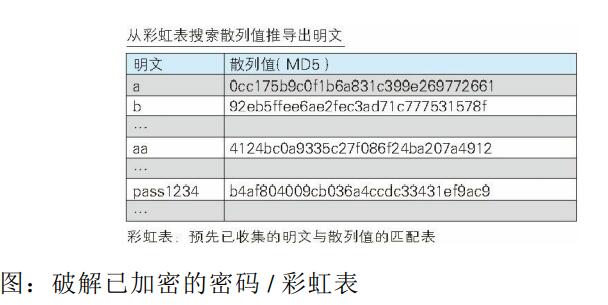 从彩虹表搜索散列值推导出明文
明文 散列值( MD5 )
a 0cc175b9c0f1b6a831c399e269772661
b 92eb5ffee6ae2fec3ad71c777531578f
…
aa 4124bc0a9335c27f086f24ba207a4912
…
pass1234 b4af804009cb036a4ccdc33431ef9ac9
…
彩虹表：预先已收集的明文与散列值的匹配表
图：破解已加密的密码 / 彩虹表